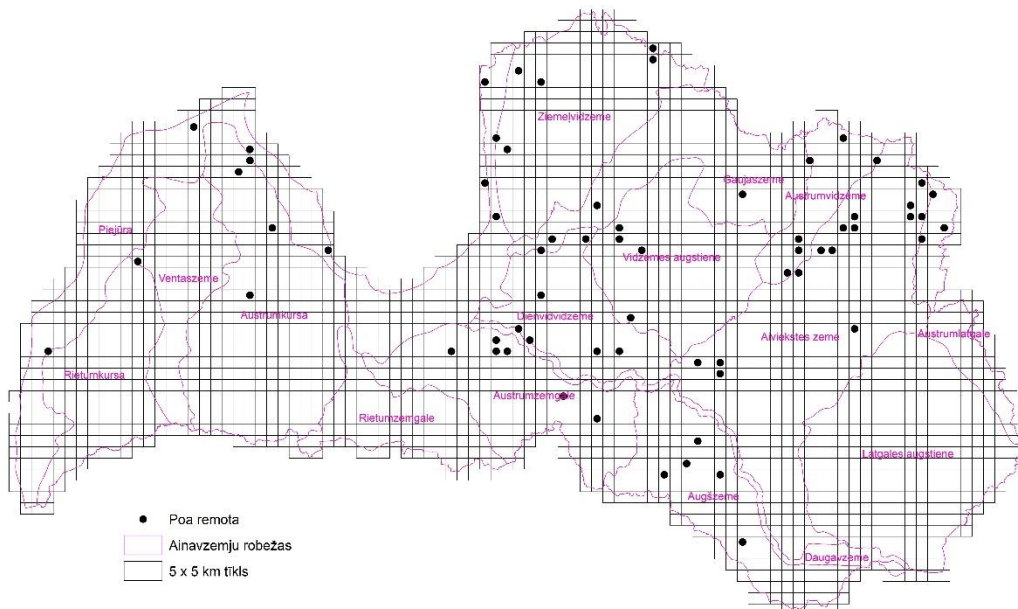 Ziemeļvidzeme
Gaujaszeme
Austrumvidzeme
Piejūra
Vidzemes augstiene
Ventaszeme
Austrumkursa
Dienvidvidzeme
Aiviekstes zeme
Austrumlatgale
Rietumkursa
Austrumzemgale
Rietumzemgale
Latgales augstiene
Augšzeme
Daugavzeme
Poa remota
Ainavzemju robežas
5 x 5 km tīkls